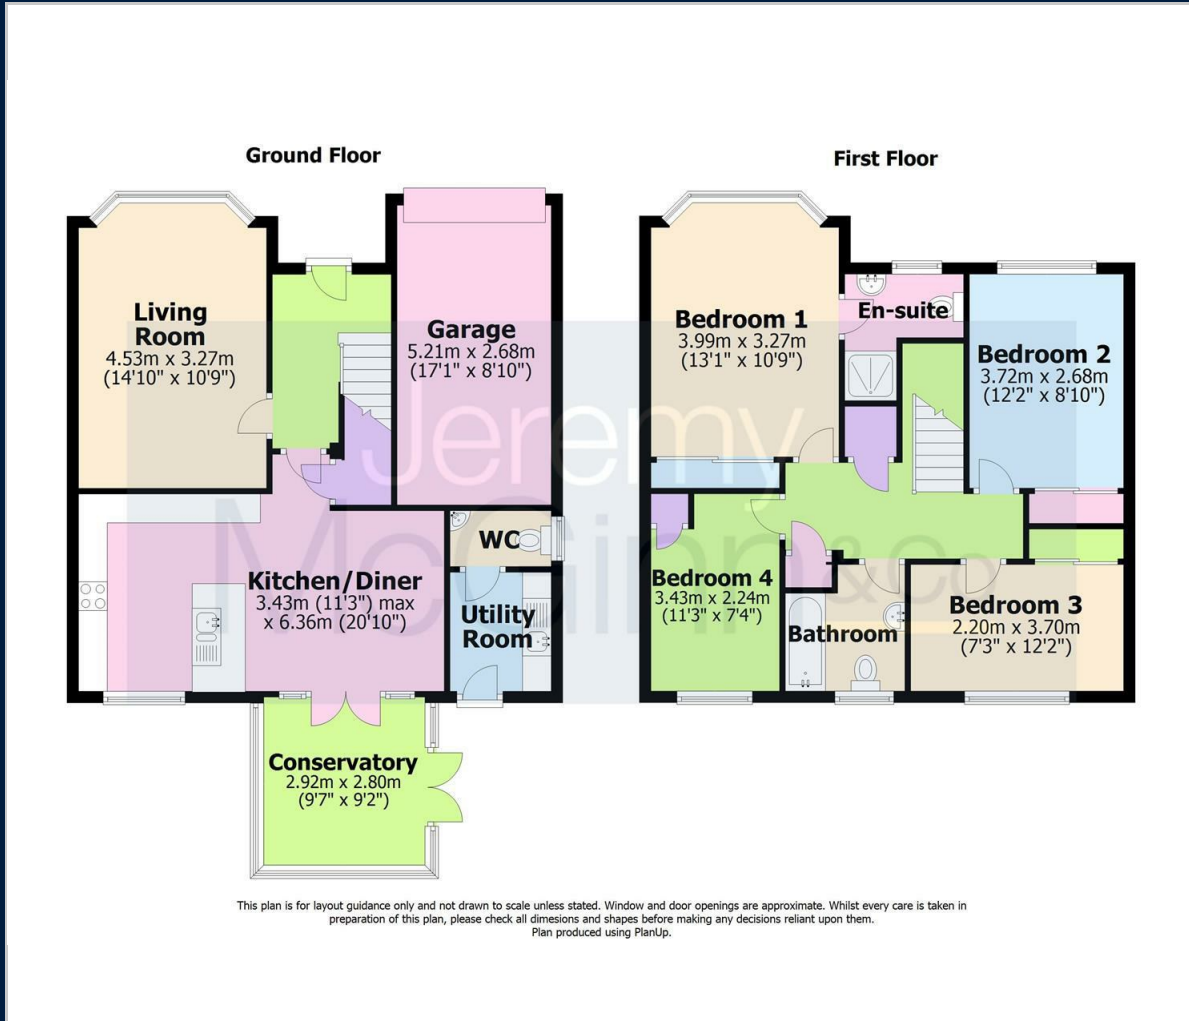 Ground Floor
First Floor
Living
Room
4.53m x 3.27m
(14'10" x 10'9")
Garage
5.21m x 2.68m
(17'1" x 8'10")
WC
Kitchen/Diner
3.43m (11'3") max
x 6.36m (20'10")
Utility
Room
Conservatory
2.92m x 2.80m
(9'7" x 9'2")
Bedroom 1
3.99m x 3.27m
(13'1" x 10'9")
En-suite
Bedroom 2
3.72m x 2.68m
(12'2" x 8'10")
Bedroom 4
3.43m x 2.24m
(11'3" x 7'4")
Bathroom
Bedroom 3
2.20m x 3.70m
(7'3" x 12'2")
Jeremy
McGinn & Co
This plan is for layout guidance only and not drawn to scale unless stated. Window and door openings are approximate. Whilst every care is taken in
preparation of this plan, please check all dimesions and shapes before making any decisions reliant upon them.
Plan produced using PlanUp.